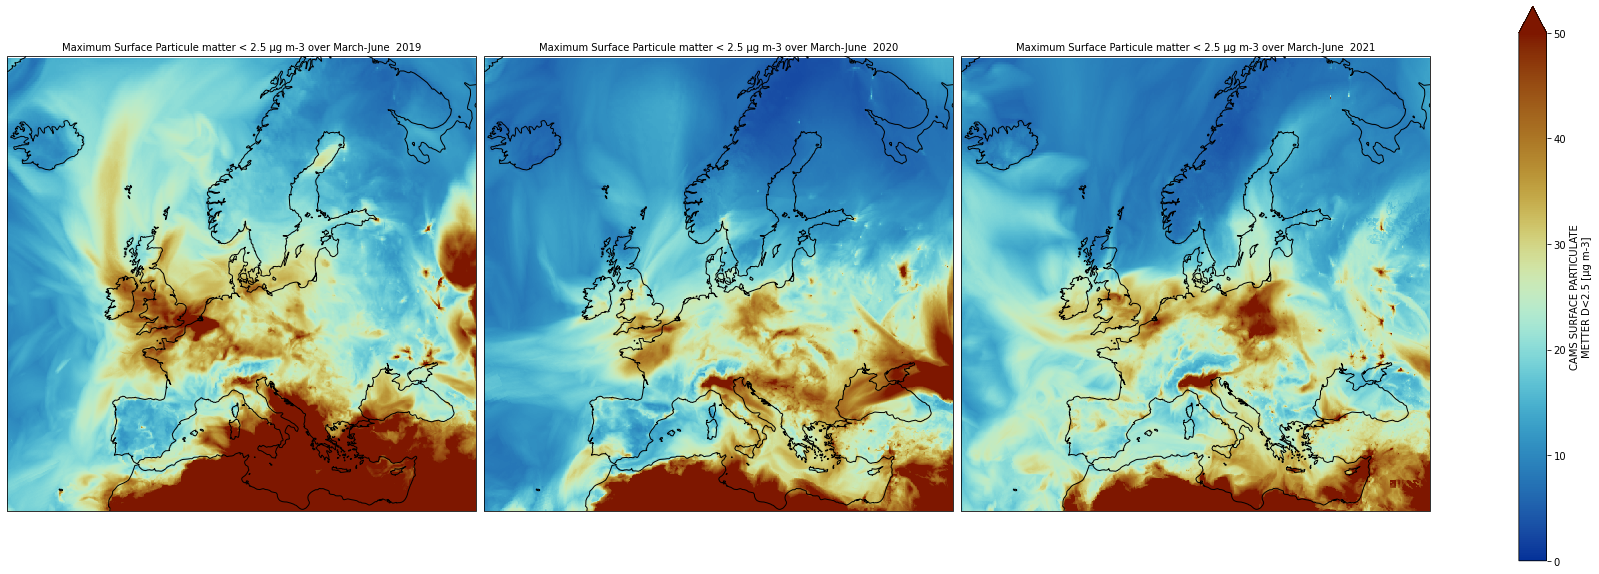 Maximum Surface Particule matter < 2.5 µg m-3 over March-June  2019
Maximum Surface Particule matter < 2.5 µg m-3 over March-June  2020
Maximum Surface Particule matter < 2.5 µg m-3 over March-June  2021
50
40
30
20
10
0
CAMS SURFACE PARTICULATE
METTER D<2.5 [µg m-3]